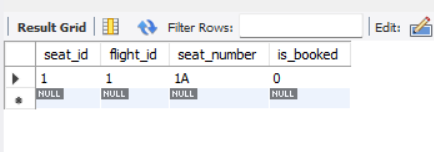 Result Grid Filter Rows: Edit:
seat_id flight_id seat_number is_booked
1 1 1A 0
NULL NULL NULL NULL